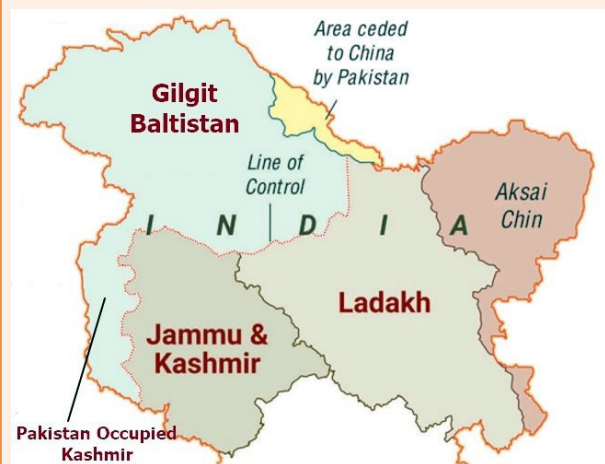 Area ceded
to China
by Pakistan
Gilgit
Baltistan
Line of
Control
Aksai
Chin
I N D I A
Ladakh
Jammu &
Kashmir
Pakistan Occupied
Kashmir